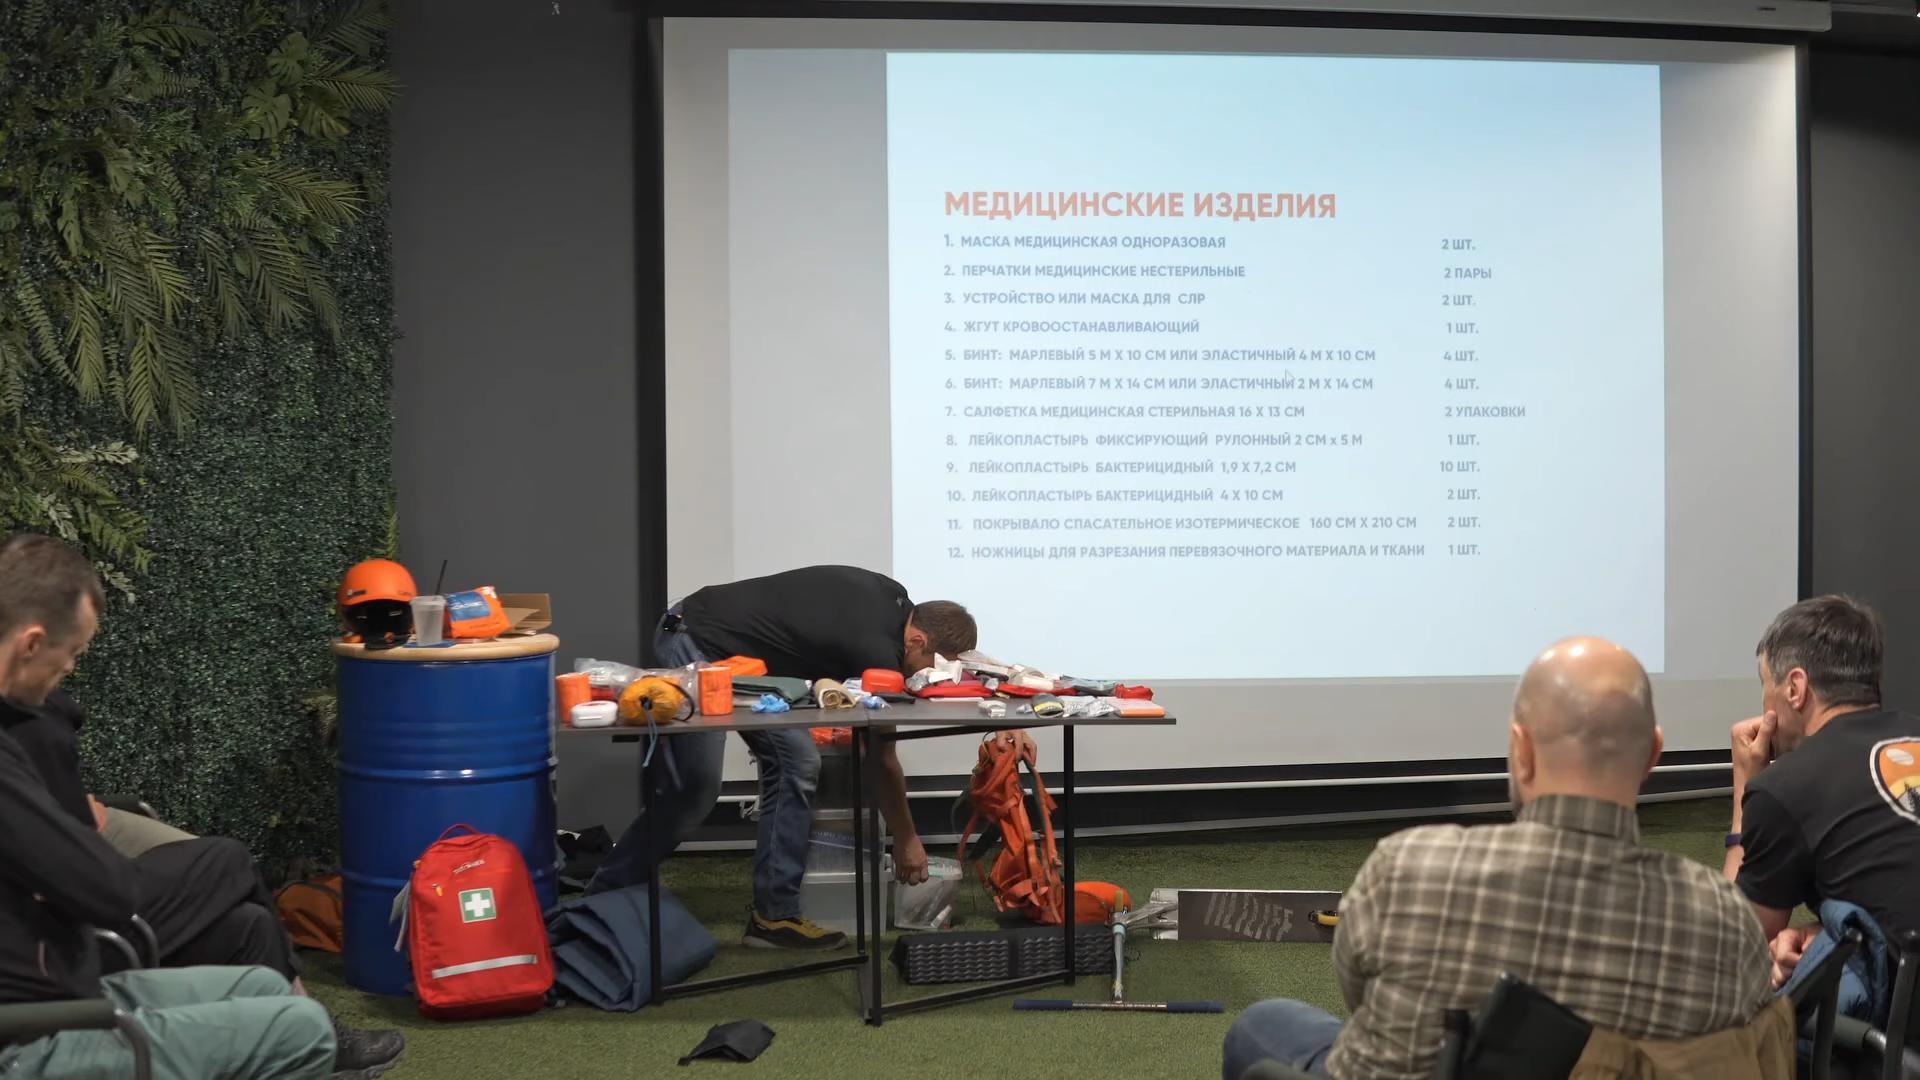 МЕДИЦИНСКИЕ ИЗДЕЛИЯ
1. МАСКА МЕДИЦИНСКАЯ ОДНОРАЗОВАЯ 2 ШТ.
2. ПЕРЧАТКИ МЕДИЦИНСКИЕ НЕСТЕРИЛЬНЫЕ 2 ПАРЫ
3. УСТРОЙСТВО ИЛИ МАСКА ДЛЯ СЛР 2 ШТ.
4. ЖГУТ КРОВООСТАНАВЛИВАЮЩИЙ 1 ШТ.
5. БИНТ: МАРЛЕВЫЙ 5 М Х 10 СМ ИЛИ ЭЛАСТИЧНЫЙ 4 М Х 10 СМ 4 ШТ.
6. БИНТ: МАРЛЕВЫЙ 7 М Х 14 СМ ИЛИ ЭЛАСТИЧНЫЙ 2 М Х 14 СМ 4 ШТ.
7. САЛФЕТКА МЕДИЦИНСКАЯ СТЕРИЛЬНАЯ 16 Х 13 СМ 2 УПАКОВКИ
8. ЛЕЙКОПЛАСТЫРЬ ФИКСИРУЮЩИЙ РУЛОННЫЙ 2 СМ х 5 М 1 ШТ.
9. ЛЕЙКОПЛАСТЫРЬ БАКТЕРИЦИДНЫЙ 1,9 Х 7,2 СМ 10 ШТ.
10. ЛЕЙКОПЛАСТЫРЬ БАКТЕРИЦИДНЫЙ 4 Х 10 СМ 2 ШТ.
11. ПОКРЫВАЛО СПАСАТЕЛЬНОЕ ИЗОТЕРМИЧЕСКОЕ 160 СМ Х 210 СМ 2 ШТ.
12. НОЖНИЦЫ ДЛЯ РАЗРЕЗАНИЯ ПЕРЕВЯЗОЧНОГО МАТЕРИАЛА И ТКАНИ 1 ШТ.